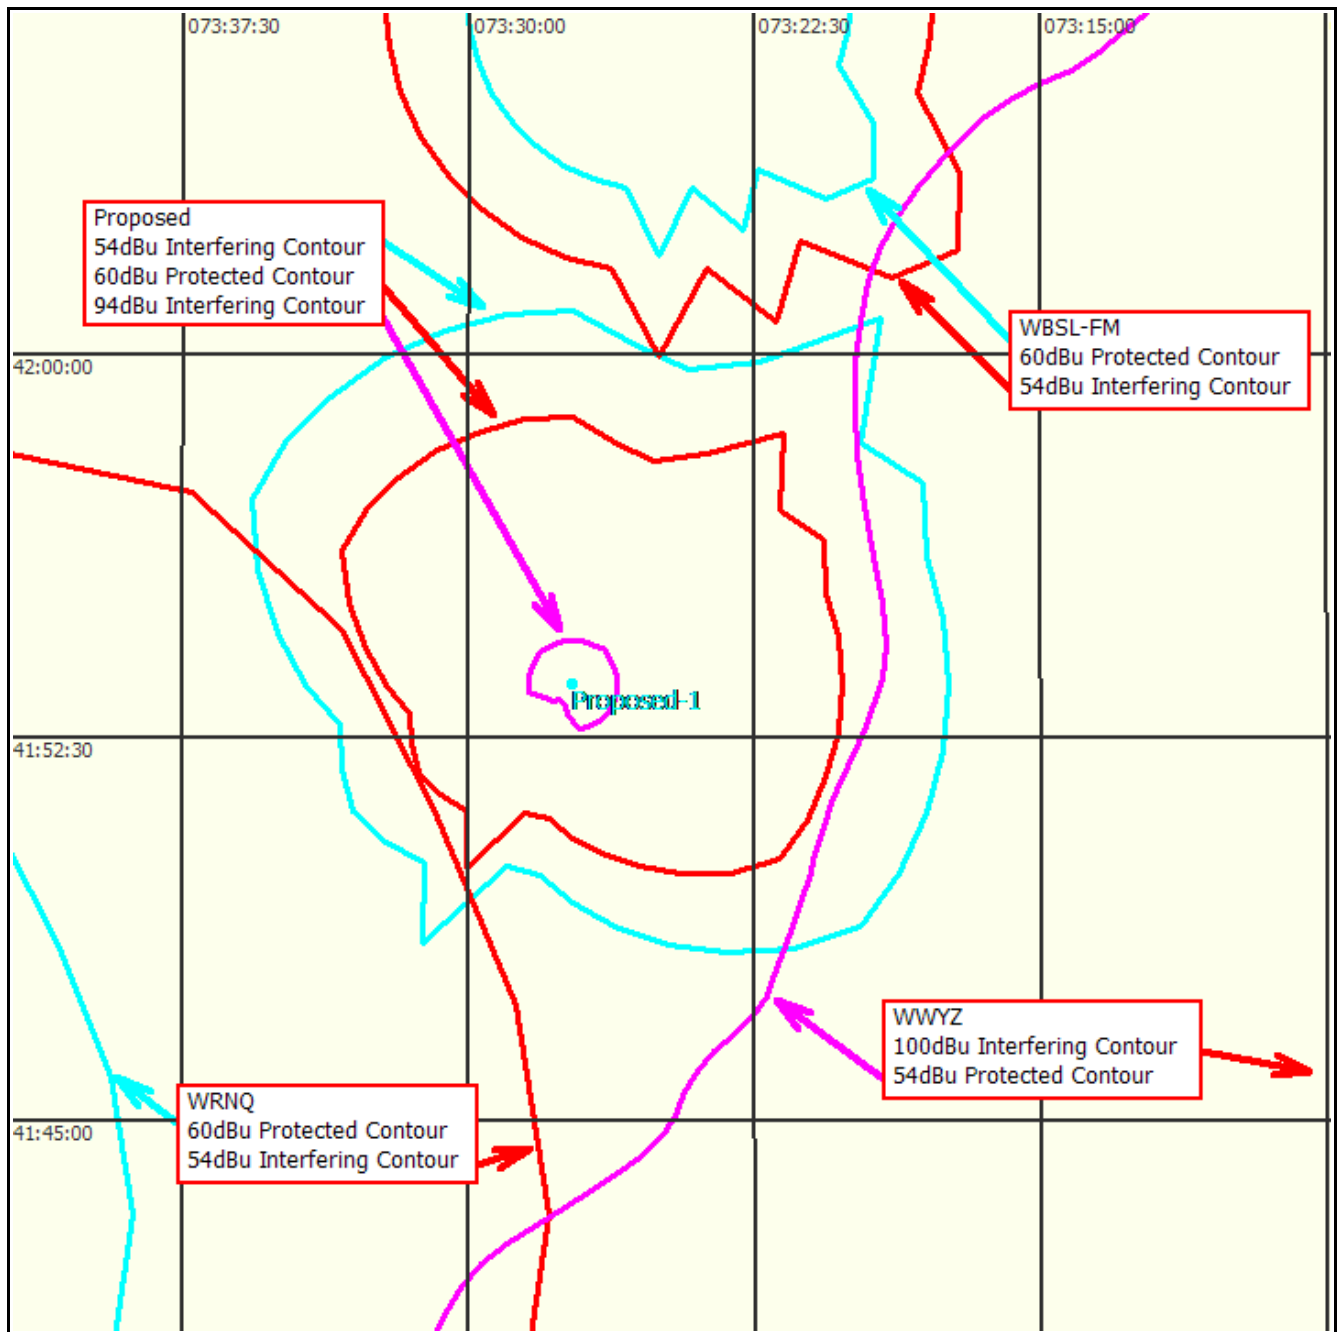 073:37:30
073:30:00
073:22:30
073:15:00
Proposed
54dBu Interfering Contour
60dBu Protected Contour
94dBu Interfering Contour
WBSL-FM
60dBu Protected Contour
54dBu Interfering Contour
42:00:00
Proposed-1
41:52:30
WWYZ
100dBu Interfering Contour
54dBu Protected Contour
WRNQ
60dBu Protected Contour
54dBu Interfering Contour
41:45:00